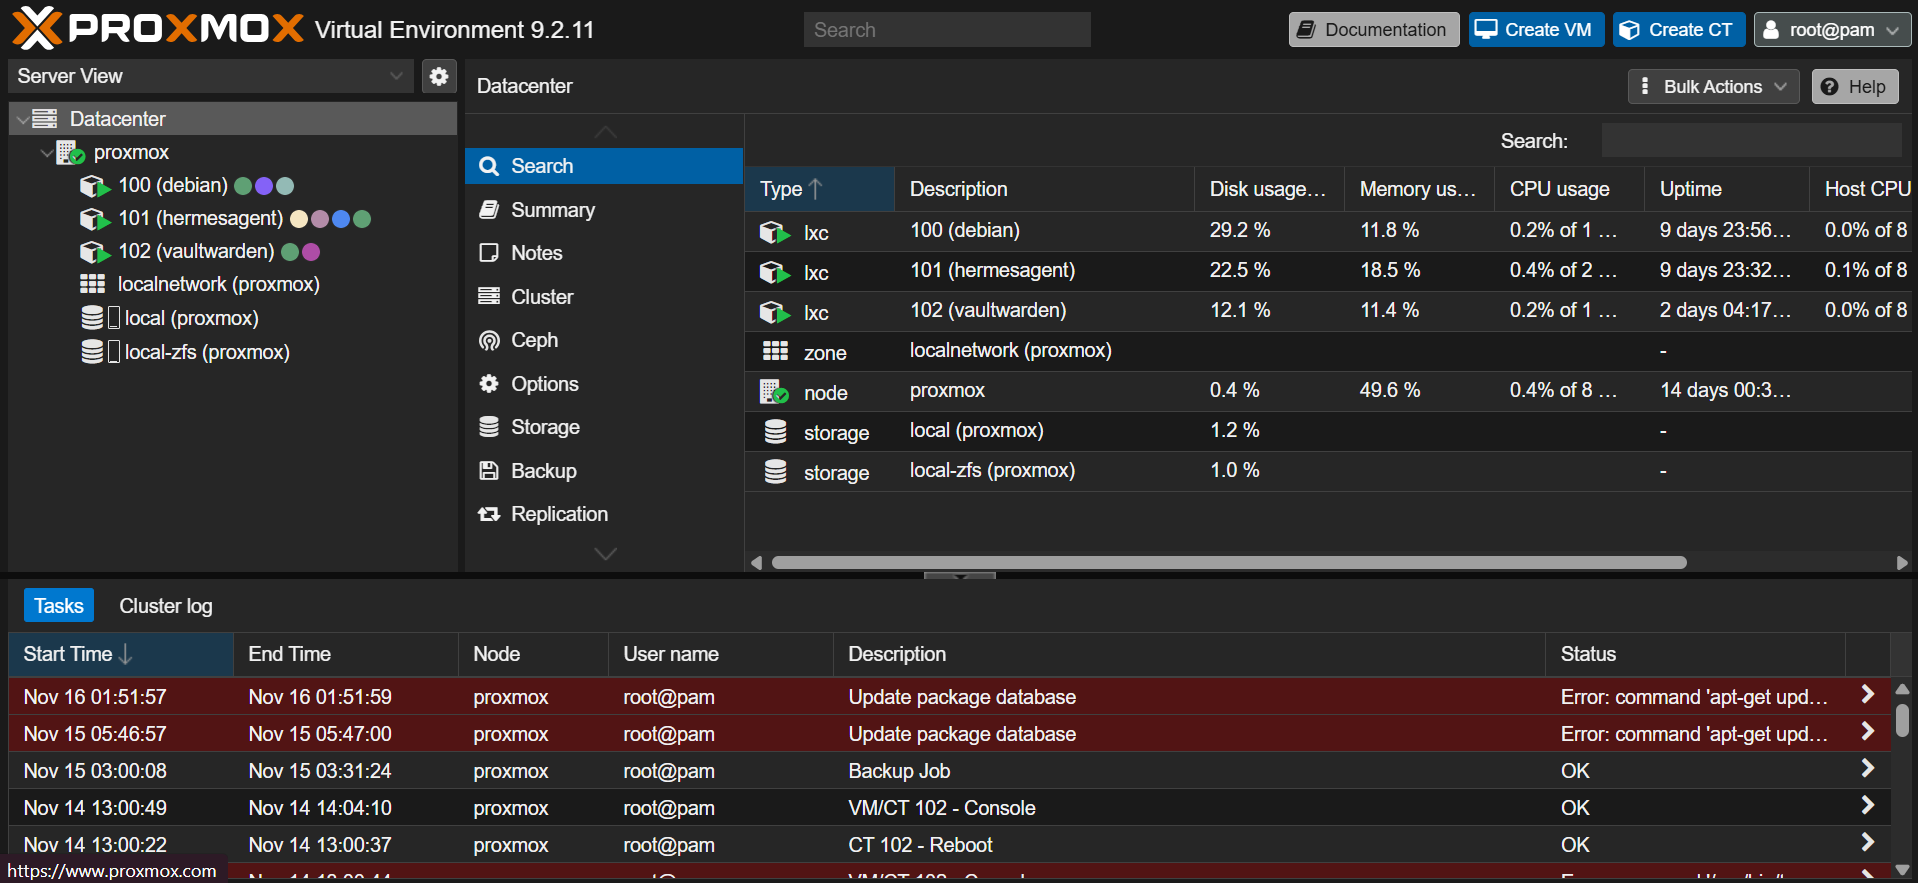 PROXMOX Virtual Environment 9.2.11
Search
Documentation
Create VM
Create CT
root@pam
Server View
Datacenter
proxmox
100 (debian)
101 (hermesagent)
102 (vaultwarden)
localnetwork (proxmox)
local (proxmox)
local-zfs (proxmox)
Datacenter
Bulk Actions
Help
Search
Summary
Notes
Cluster
Ceph
Options
Storage
Backup
Replication
Search:
Type Description Disk usage... Memory us... CPU usage Uptime Host CPU
lxc 100 (debian) 29.2 % 11.8 % 0.2% of 1 ... 9 days 23:56... 0.0% of 8
lxc 101 (hermesagent) 22.5 % 18.5 % 0.4% of 2 ... 9 days 23:32... 0.1% of 8
lxc 102 (vaultwarden) 12.1 % 11.4 % 0.2% of 1 ... 2 days 04:17... 0.0% of 8
zone localnetwork (proxmox) -
node proxmox 0.4 % 49.6 % 0.4% of 8 ... 14 days 00:3...
storage local (proxmox) 1.2 % -
storage local-zfs (proxmox) 1.0 % -
Tasks Cluster log
Start Time End Time Node User name Description Status
Nov 16 01:51:57 Nov 16 01:51:59 proxmox root@pam Update package database Error: command 'apt-get upd...
Nov 15 05:46:57 Nov 15 05:47:00 proxmox root@pam Update package database Error: command 'apt-get upd...
Nov 15 03:00:08 Nov 15 03:31:24 proxmox root@pam Backup Job OK
Nov 14 13:00:49 Nov 14 14:04:10 proxmox root@pam VM/CT 102 - Console OK
Nov 14 13:00:22 Nov 14 13:00:37 proxmox root@pam CT 102 - Reboot OK
https://www.proxmox.com